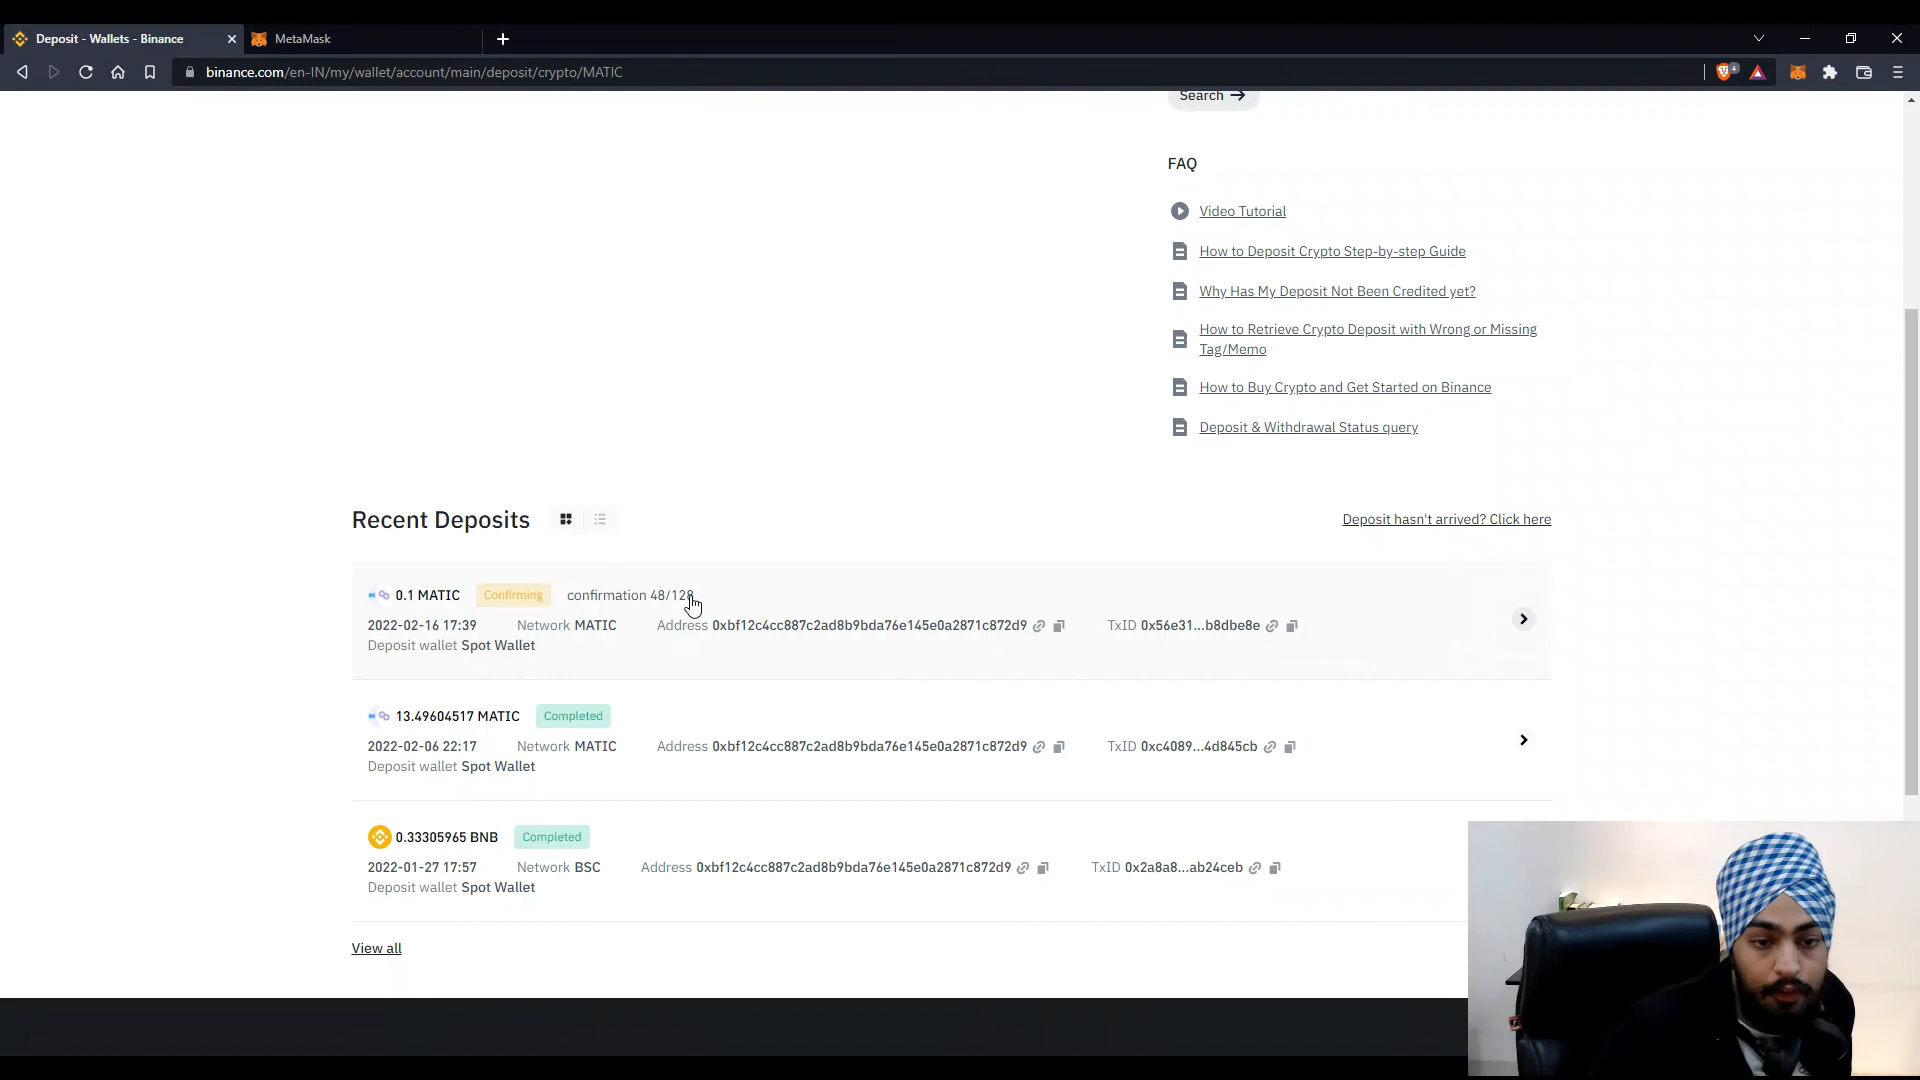 Deposit - Wallets - Binance
MetaMask
binance.com/en-IN/my/wallet/account/main/deposit/crypto/MATIC
4
Search
FAQ
Video Tutorial
How to Deposit Crypto Step-by-step Guide
Why Has My Deposit Not Been Credited yet?
How to Retrieve Crypto Deposit with Wrong or Missing
Tag/Memo
How to Buy Crypto and Get Started on Binance
Deposit & Withdrawal Status query
Recent Deposits
Deposit hasn't arrived? Click here
0.1 MATIC Confirming confirmation 48/128
2022-02-16 17:39 Network MATIC Address 0xbf12c4cc887c2ad8b9bda76e145e0a2871c872d9 TxID 0x56e31...b8dbe8e
Deposit wallet Spot Wallet
13.49604517 MATIC Completed
2022-02-06 22:17 Network MATIC Address 0xbf12c4cc887c2ad8b9bda76e145e0a2871c872d9 TxID 0xc4089...4d845cb
Deposit wallet Spot Wallet
0.33305965 BNB Completed
2022-01-27 17:57 Network BSC Address 0xbf12c4cc887c2ad8b9bda76e145e0a2871c872d9 TxID 0x2a8a8...ab24ceb
Deposit wallet Spot Wallet
View all